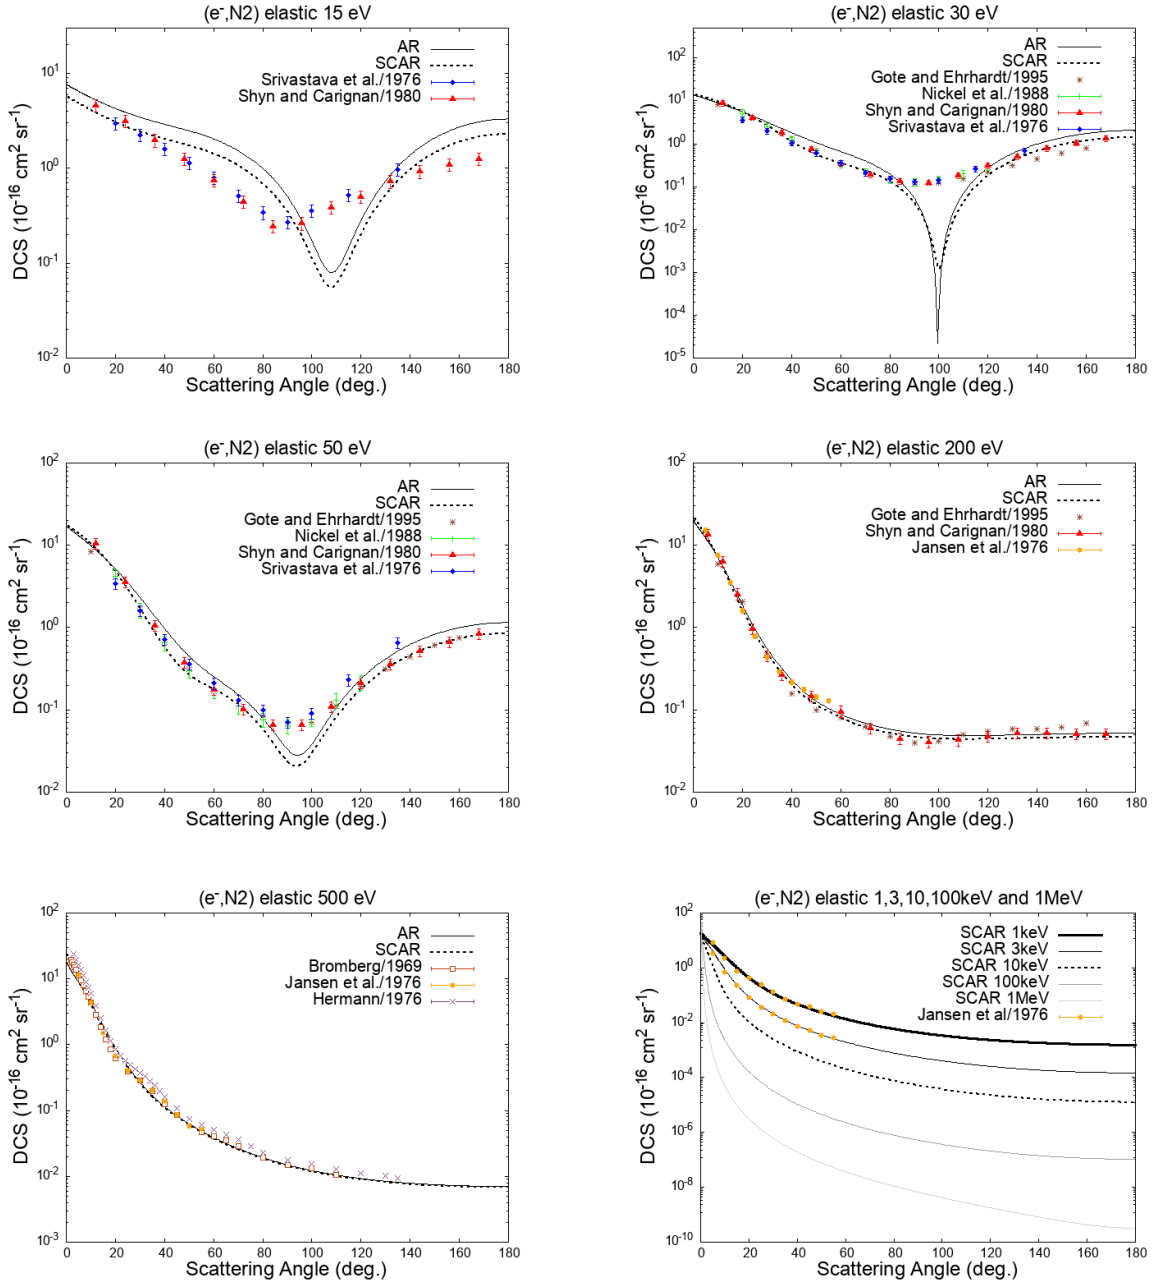 (e⁻,N2) elastic 15 eV
AR
SCAR
Srivastava et al./1976
Shyn and Carignan/1980
DCS (10⁻¹⁶ cm² sr⁻¹)
10¹
10⁰
10⁻¹
10⁻²
0 20 40 60 80 100 120 140 160 180
Scattering Angle (deg.)
(e⁻,N2) elastic 30 eV
AR
SCAR
Gote and Ehrhardt/1995
Nickel et al./1988
Shyn and Carignan/1980
Srivastava et al./1976
DCS (10⁻¹⁶ cm² sr⁻¹)
10²
10¹
10⁰
10⁻¹
10⁻²
10⁻³
10⁻⁴
10⁻⁵
0 20 40 60 80 100 120 140 160 180
Scattering Angle (deg.)
(e⁻,N2) elastic 50 eV
AR
SCAR
Gote and Ehrhardt/1995
Nickel et al./1988
Shyn and Carignan/1980
Srivastava et al./1976
DCS (10⁻¹⁶ cm² sr⁻¹)
10²
10¹
10⁰
10⁻¹
10⁻²
0 20 40 60 80 100 120 140 160 180
Scattering Angle (deg.)
(e⁻,N2) elastic 200 eV
AR
SCAR
Gote and Ehrhardt/1995
Shyn and Carignan/1980
Jansen et al./1976
DCS (10⁻¹⁶ cm² sr⁻¹)
10²
10¹
10⁰
10⁻¹
10⁻²
0 20 40 60 80 100 120 140 160 180
Scattering Angle (deg.)
(e⁻,N2) elastic 500 eV
AR
SCAR
Bromberg/1969
Jansen et al./1976
Hermann/1976
DCS (10⁻¹⁶ cm² sr⁻¹)
10²
10¹
10⁰
10⁻¹
10⁻²
10⁻³
0 20 40 60 80 100 120 140 160 180
Scattering Angle (deg.)
(e⁻,N2) elastic 1,3,10,100keV and 1MeV
SCAR 1keV
SCAR 3keV
SCAR 10keV
SCAR 100keV
SCAR 1MeV
Jansen et al/1976
DCS (10⁻¹⁶ cm² sr⁻¹)
10²
10⁰
10⁻²
10⁻⁴
10⁻⁶
10⁻⁸
10⁻¹⁰
0 20 40 60 80 100 120 140 160 180
Scattering Angle (deg.)